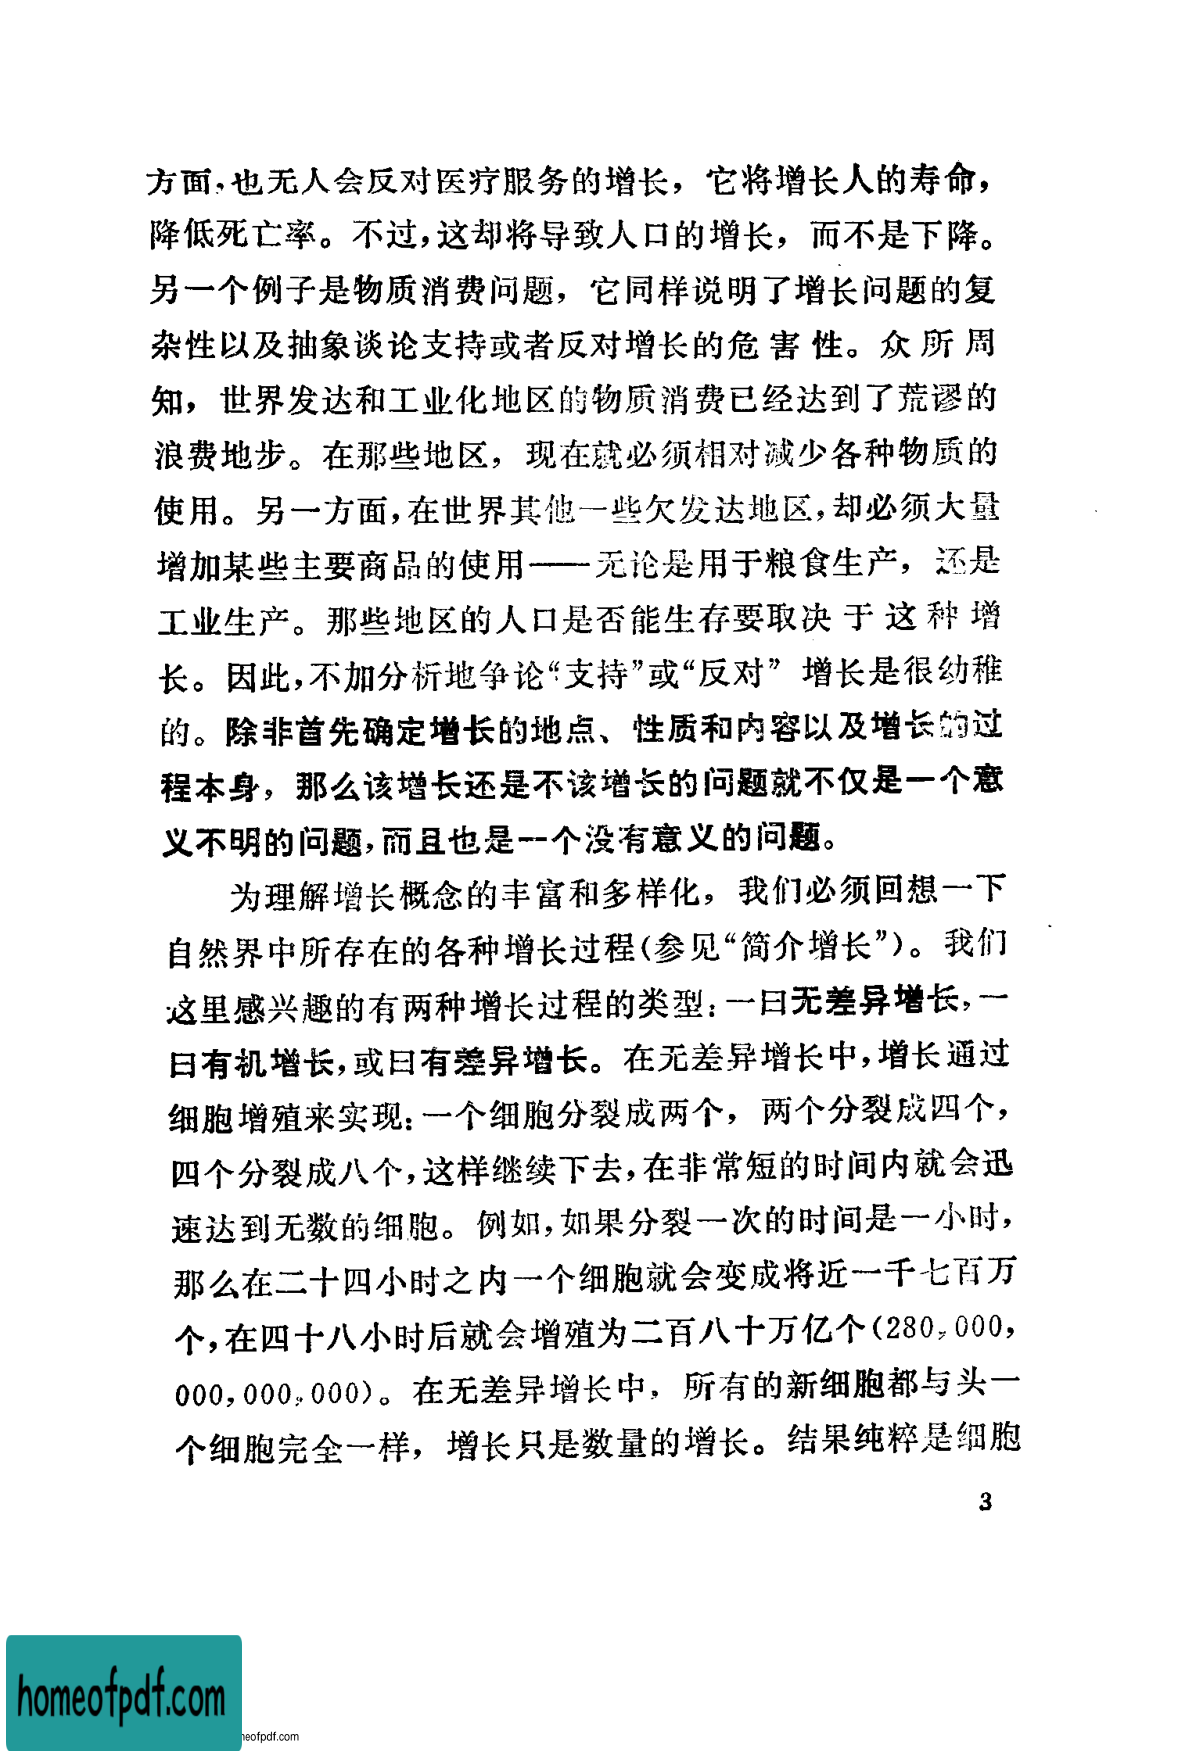 方面，也无人会反对医疗服务的增长，它将增长人的寿命，
降低死亡率。不过，这却将导致人口的增长，而不是下降。
另一个例子是物质消费问题，它同样说明了增长问题的复
杂性以及抽象谈论支持或者反对增长的危害性。众所周
知，世界发达和工业化地区的物质消费已经达到了荒谬的
浪费地步。在那些地区，现在就必须相对减少各种物质的
使用。另一方面，在世界其他一些欠发达地区，却必须大量
增加某些主要商品的使用——无论是用于粮食生产，还是
工业生产。那些地区的人口是否能生存要取决于这种增
长。因此，不加分析地争论“支持”或“反对”增长是很幼稚
的。除非首先确定增长的地点、性质和内容以及增长的过
程本身，那么该增长还是不该增长的问题就不仅是一个意
义不明的问题，而且也是一个没有意义的问题。
为理解增长概念的丰富和多样化，我们必须回想一下
自然界中所存在的各种增长过程(参见“简介增长”)。我们
这里感兴趣的有两种增长过程的类型：一曰无差异增长，一
曰有机增长，或曰有差异增长。在无差异增长中，增长通过
细胞增殖来实现：一个细胞分裂成两个，两个分裂成四个，
四个分裂成八个，这样继续下去，在非常短的时间内就会迅
速达到无数的细胞。例如，如果分裂一次的时间是一小时，
那么在二十四小时之内一个细胞就会变成将近一千七百万
个，在四十八小时后就会增殖为二百八十万亿个(280,000,
000,000,000)。在无差异增长中，所有的新细胞都与头一
个细胞完全一样，增长只是数量的增长。结果纯粹是细胞
3
homeofpdf.com
neofpdf.com